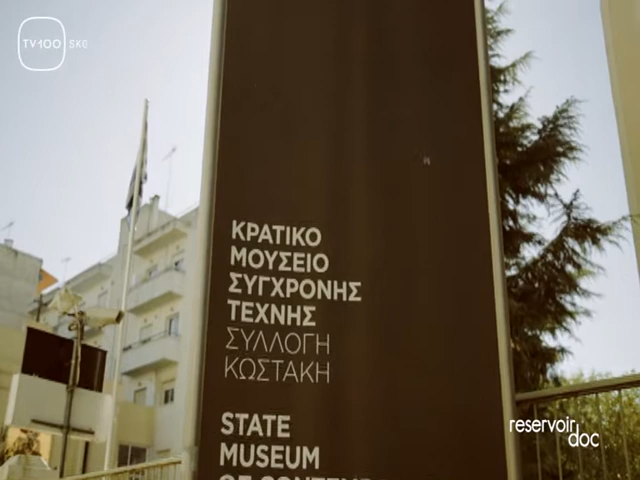 TV100 SKG
ΚΡΑΤΙΚΟ
ΜΟΥΣΕΙΟ
ΣΥΓΧΡΟΝΗΣ
ΤΕΧΝΗΣ
ΣΥΛΛΟΓΗ
ΚΩΣΤΑΚΗ
STATE
MUSEUM
reservoir
doc